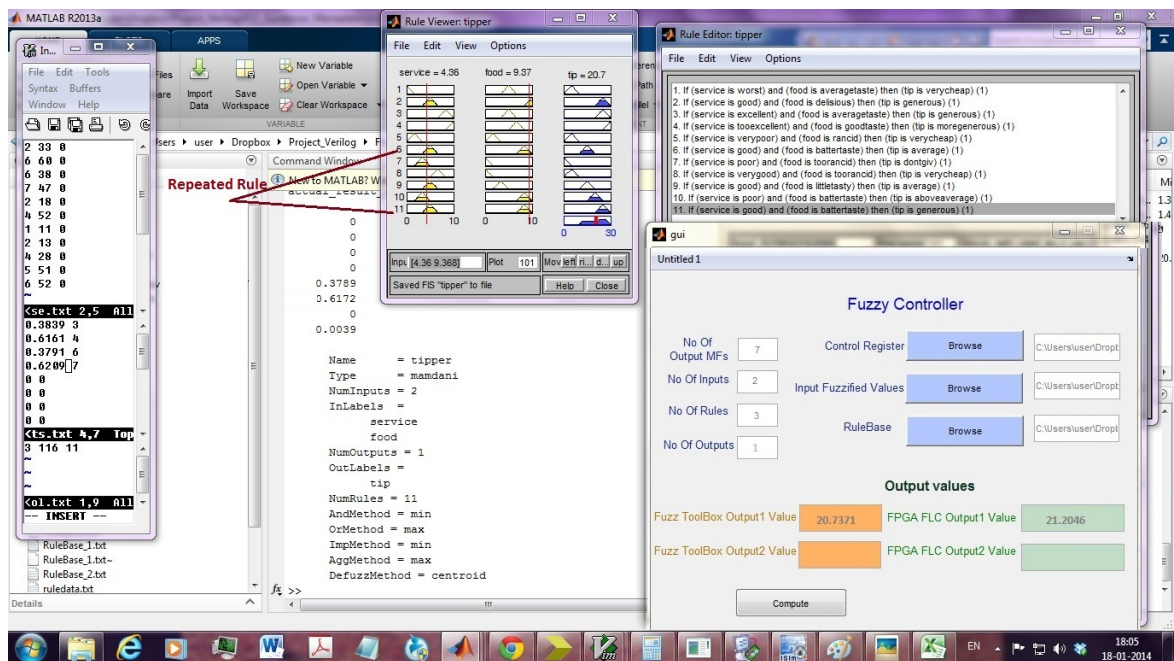 MATLAB R2013a
APPS
Import Data
Save Workspace
New Variable
Open Variable
Clear Workspace
VARIABLE
Users ▸ user ▸ Dropbox ▸ Project_Verilog ▸
Command Window
New to MATLAB?
Repeated Rule
In...
File Edit Tools
Syntax Buffers
Window Help
2 33 0
6 60 0
6 38 0
7 47 0
2 18 0
4 52 0
1 11 0
2 13 0
4 28 0
5 51 0
6 52 0
~
<se.txt 2,5 All
0.3839 3
0.6161 4
0.3791 6
0.6209 7
0 0
0 0
0 0
0 0
<ts.txt 4,7 Top
3 116 11
~
~
~
<ol.txt 1,9 All
-- INSERT --
RuleBase_1.txt
RuleBase_1.txt~
RuleBase_2.txt
ruledata.txt
Details
0
0
0
0
0.3789
0.6172
0
0.0039
Name = tipper
Type = mamdani
NumInputs = 2
InLabels =
service
food
NumOutputs = 1
OutLabels =
tip
NumRules = 11
AndMethod = min
OrMethod = max
ImpMethod = min
AggMethod = max
DefuzzMethod = centroid
fx >>
Rule Viewer: tipper
File Edit View Options
service = 4.36 food = 9.37 tip = 20.7
1
2
3
4
5
6
7
8
9
10
11
0 10 0 10
0 30
[4.36 9.368] Plot 101 left ri... d... up
Saved FIS "tipper" to file Help Close
Rule Editor: tipper
File Edit View Options
1. If (service is worst) and (food is averagetaste) then (tip is verycheap) (1)
2. If (service is good) and (food is delisious) then (tip is generous) (1)
3. If (service is excellent) and (food is averagetaste) then (tip is generous) (1)
4. If (service is tooexcellent) and (food is goodtaste) then (tip is moregenerous) (1)
5. If (service is verypoor) and (food is rancid) then (tip is verycheap) (1)
6. If (service is good) and (food is battertaste) then (tip is average) (1)
7. If (service is poor) and (food is toorancid) then (tip is dontgiv) (1)
8. If (service is verygood) and (food is toorancid) then (tip is verycheap) (1)
9. If (service is good) and (food is littletasty) then (tip is average) (1)
10. If (service is poor) and (food is battertaste) then (tip is aboveaverage) (1)
11. If (service is good) and (food is battertaste) then (tip is generous) (1)
gui
Untitled 1
Fuzzy Controller
No Of Output MFs 7 Control Register Browse C:\Users\user\Dropt
No Of Inputs 2 Input Fuzzified Values Browse C:\Users\user\Dropt
No Of Rules 3 RuleBase Browse C:\Users\user\Dropt
No Of Outputs 1
Output values
Fuzz ToolBox Output1 Value 20.7371 FPGA FLC Output1 Value 21.2046
Fuzz ToolBox Output2 Value FPGA FLC Output2 Value
Compute
EN
18:05
18-01-2014